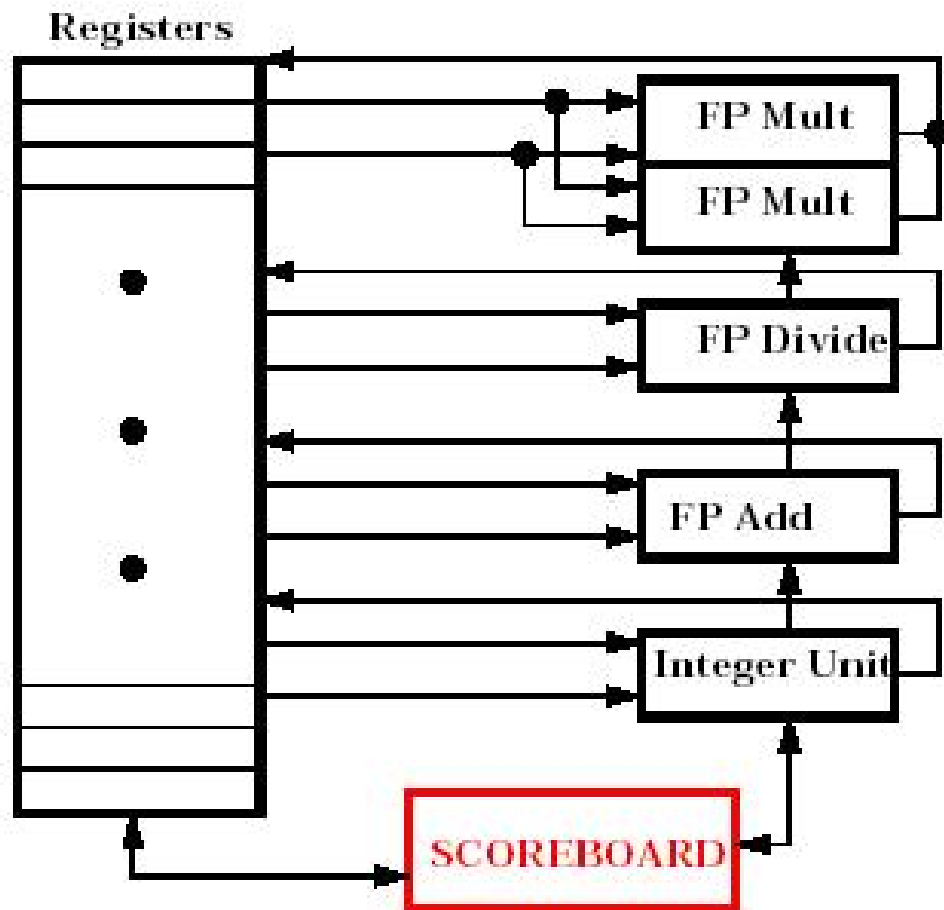 Registers
FP Mult
FP Mult
FP Divide
FP Add
Integer Unit
SCOREBOARD